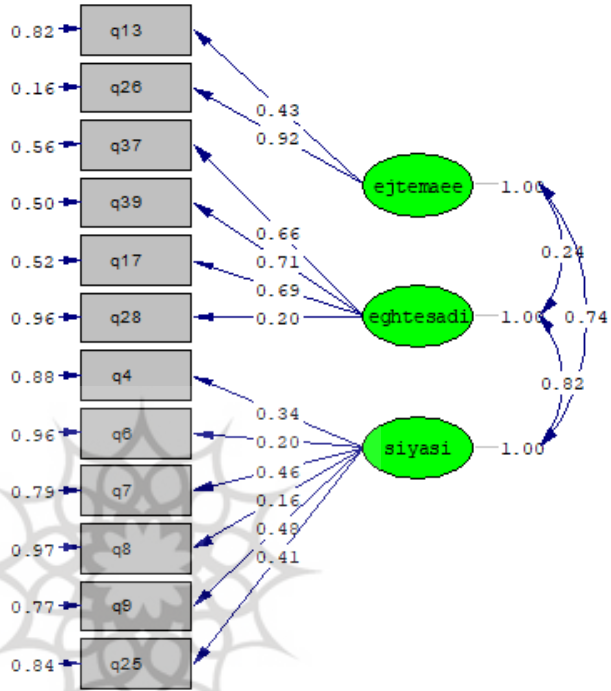 0.82 q13
0.16 q26
0.43
0.56 q37
0.92
ejtemaee 1.00
0.50 q39
0.66
0.24
0.52 q17
0.71
0.69
0.96 q28
0.20
eghtesadi 1.00
0.74
0.88 q4
0.82
0.34
0.96 q6
0.20
siyasi 1.00
0.79 q7
0.46
0.16
0.97 q8
0.48
0.41
0.77 q9
0.84 q25